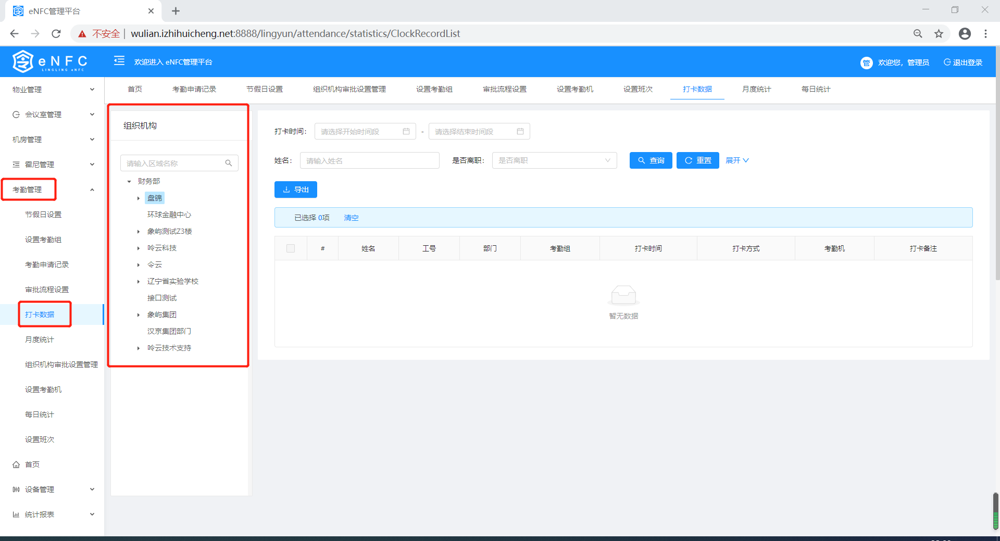 eNFC管理平台
不安全 | wulian.izhihuicheng.net:8888/lingyun/attendance/statistics/ClockRecordList
eNFC
LINGLING eNFC
欢迎进入 eNFC管理平台
管 欢迎您，管理员
退出登录
物业管理
会议室管理
机房管理
霍尼管理
考勤管理
节假日设置
设置考勤组
考勤申请记录
审批流程设置
打卡数据
月度统计
组织机构审批设置管理
设置考勤机
每日统计
设置班次
首页
设备管理
统计报表
首页 考勤申请记录 节假日设置 组织机构审批设置管理 设置考勤组 审批流程设置 设置考勤机 设置班次 打卡数据 月度统计 每日统计
组织机构
请输入区域名称
财务部
盘锦
环球金融中心
象屿测试Z3楼
呤云科技
令云
辽宁省实验学校
接口测试
象屿集团
汉京集团部门
呤云技术支持
打卡时间： 请选择开始时间段 - 请选择结束时间段
姓名： 请输入姓名 是否离职： 是否离职 查询 重置 展开
导出
已选择 0项 清空
# 姓名 工号 部门 考勤组 打卡时间 打卡方式 考勤机 打卡备注
暂无数据